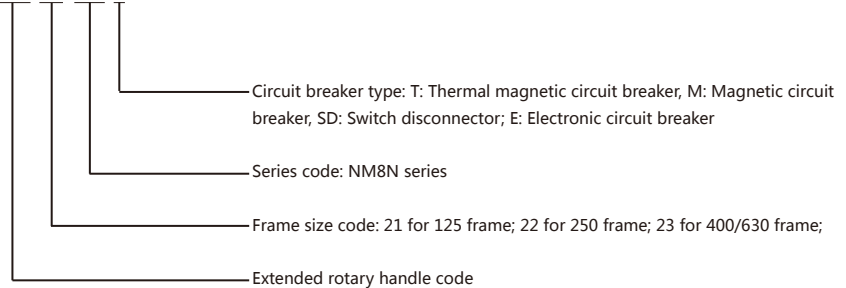 Circuit breaker type: T: Thermal magnetic circuit breaker, M: Magnetic circuit
breaker, SD: Switch disconnector; E: Electronic circuit breaker
Series code: NM8N series
Frame size code: 21 for 125 frame; 22 for 250 frame; 23 for 400/630 frame;
Extended rotary handle code